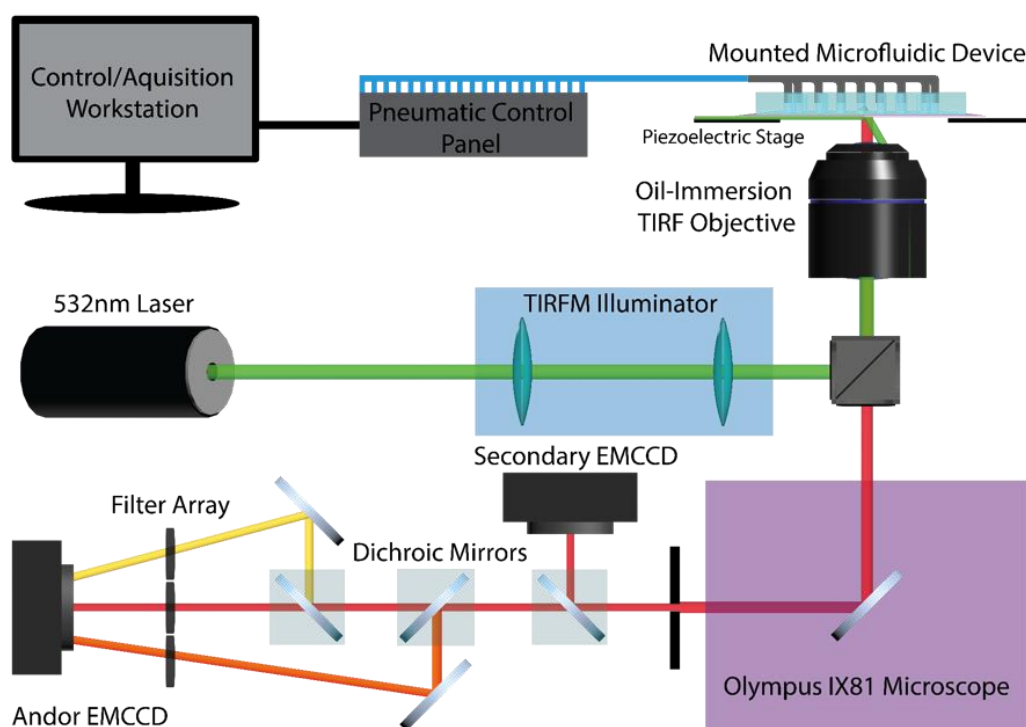 Control/Aquisition
Workstation
Pneumatic Control
Panel
Mounted Microfluidic Device
Piezoelectric Stage
Oil-Immersion
TIRF Objective
532nm Laser
TIRFM Illuminator
Secondary EMCCD
Filter Array
Dichroic Mirrors
Andor EMCCD
Olympus IX81 Microscope